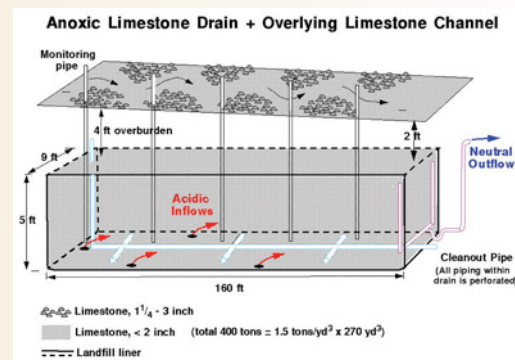 Anoxic Limestone Drain + Overlying Limestone Channel
Monitoring
pipe
4 ft overburden
2 ft
9 ft
Neutral
Outflow
Acidic
Inflows
5 ft
Cleanout Pipe
(All piping within
drain is perforated)
160 ft
Limestone, 1 1/4 - 3 inch
Limestone, < 2 inch (total 400 tons = 1.5 tons/yd³ x 270 yd³)
Landfill liner